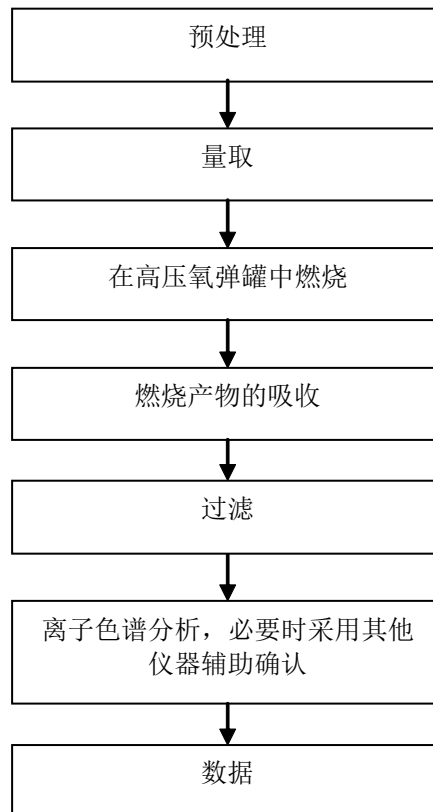 预处理
量取
在高压氧弹罐中燃烧
燃烧产物的吸收
过滤
离子色谱分析，必要时采用其他
仪器辅助确认
数据